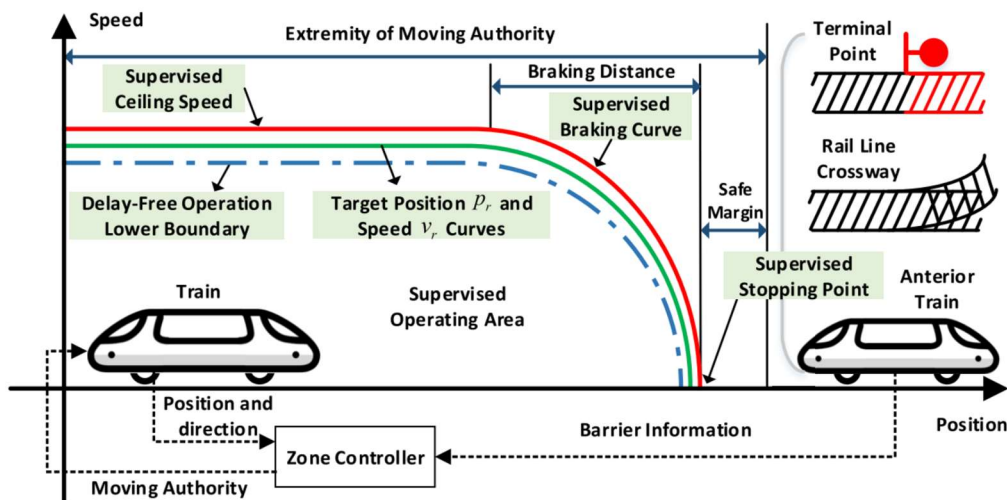 Speed
Extremity of Moving Authority
Terminal
Point
Supervised
Ceiling Speed
Braking Distance
Supervised
Braking Curve
Rail Line
Crossway
Delay-Free Operation
Lower Boundary
Target Position p_r and
Speed v_r Curves
Safe
Margin
Supervised
Stopping Point
Train
Supervised
Operating Area
Anterior
Train
Position and
direction
Position
Barrier Information
Zone Controller
Moving Authority